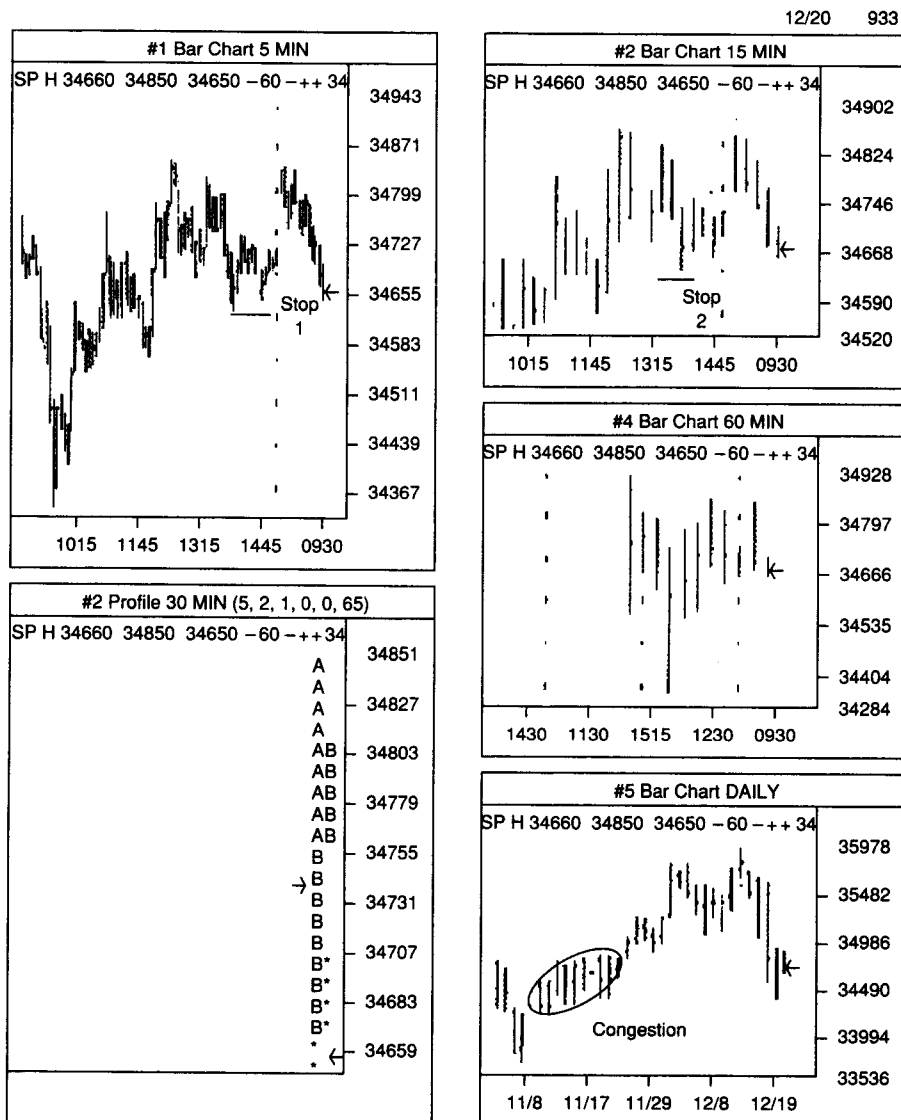 12/20 933
#1 Bar Chart 5 MIN
SP H 34660 34850 34650 -60 -++ 34
34943
34871
34799
34727
34655
34583
34511
34439
34367
Stop
1
1015 1145 1315 1445 0930
#2 Bar Chart 15 MIN
SP H 34660 34850 34650 -60 -++ 34
34902
34824
34746
34668
34590
34520
Stop
2
1015 1145 1315 1445 0930
#4 Bar Chart 60 MIN
SP H 34660 34850 34650 -60 -++ 34
34928
34797
34666
34535
34404
34284
1430 1130 1515 1230 0930
#2 Profile 30 MIN (5, 2, 1, 0, 0, 65)
SP H 34660 34850 34650 -60 -++ 34
34851
A
A
34827
A
A
34803
AB
AB
AB
34779
AB
AB
34755
B
B
34731
B
B
B
34707
B*
B*
34683
B*
*
34659
*
#5 Bar Chart DAILY
SP H 34660 34850 34650 -60 -++ 34
35978
35482
34986
34490
33994
33536
Congestion
11/8 11/17 11/29 12/8 12/19